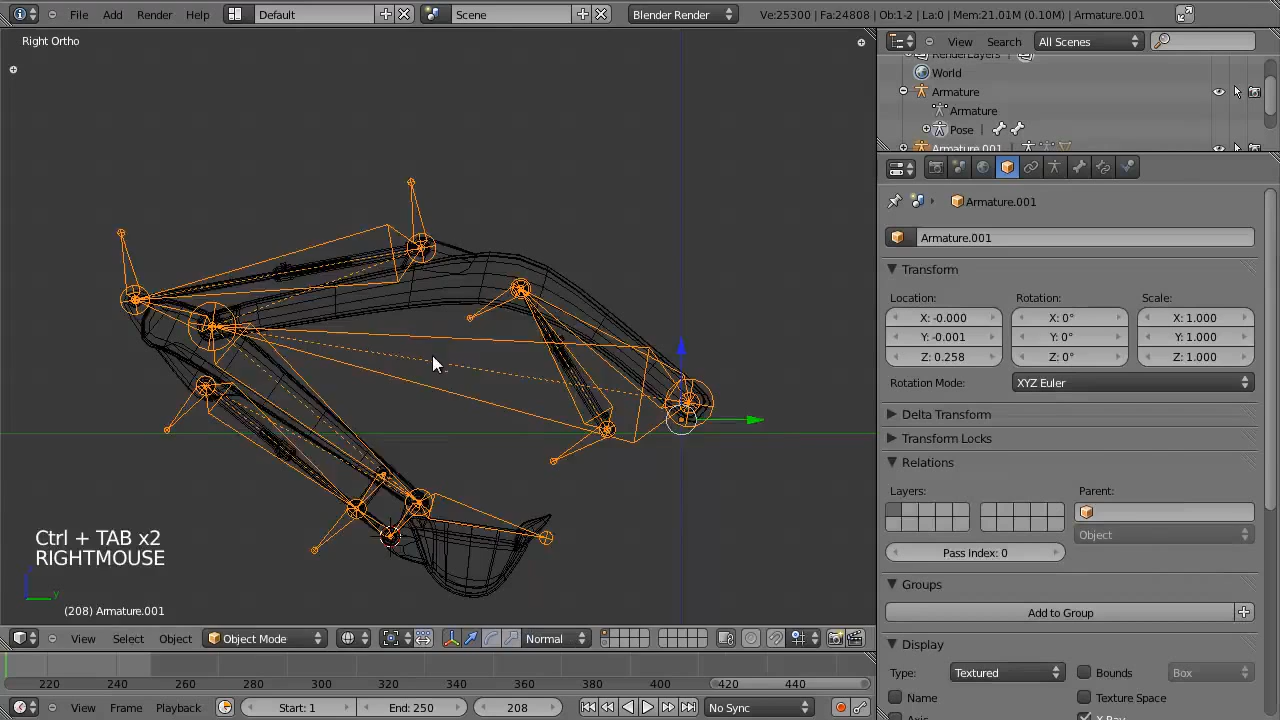 File Add Render Help Default Scene Blender Render Ve:25300 | Fa:24808 | Ob:1-2 | La:0 | Mem:21.01M (0.10M) | Armature.001
Right Ortho
View Search All Scenes
RenderLayers
World
Armature
Armature
Pose
Armature.001
Armature.001
Armature.001
Transform
Location: Rotation: Scale:
X: -0.000 X: 0° X: 1.000
Y: -0.001 Y: 0° Y: 1.000
Z: 0.258 Z: 0° Z: 1.000
Rotation Mode: XYZ Euler
Delta Transform
Transform Locks
Relations
Layers: Parent:
Object
Pass Index: 0
Groups
Add to Group
Display
Type: Textured Bounds Box
Name Texture Space
Axis X-Ray
Ctrl + TAB x2
RIGHTMOUSE
y
(208) Armature.001
View Select Object Object Mode Normal
220 240 260 280 300 320 340 360 380 400 420 440
View Frame Playback Start: 1 End: 250 208 No Sync